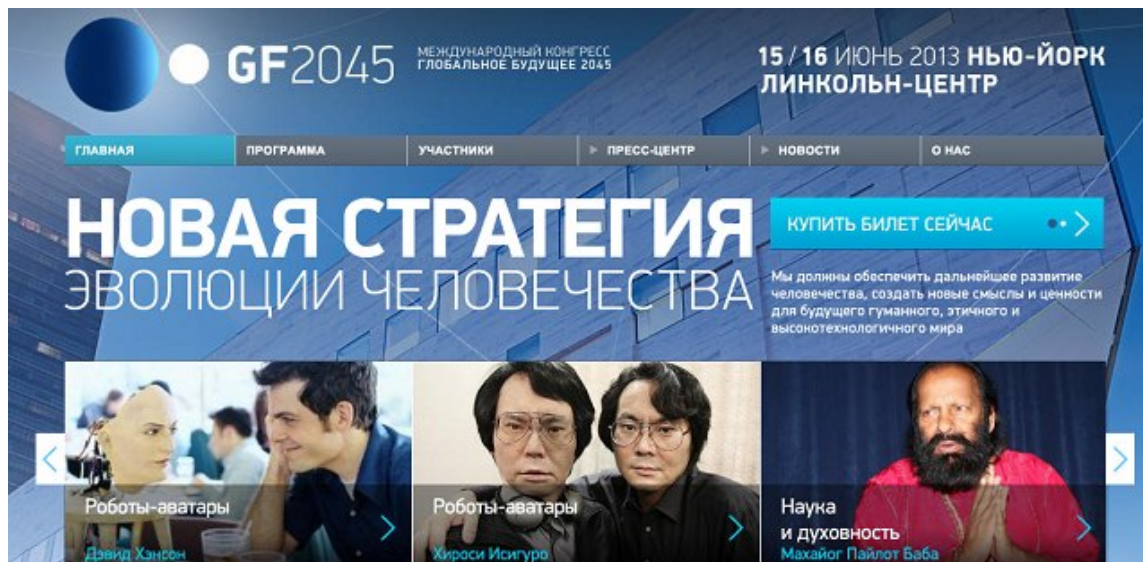 GF2045
МЕЖДУНАРОДНЫЙ КОНГРЕСС
ГЛОБАЛЬНОЕ БУДУЩЕЕ 2045
15 / 16 ИЮНЬ 2013 НЬЮ-ЙОРК
ЛИНКОЛЬН-ЦЕНТР
ГЛАВНАЯ
ПРОГРАММА
УЧАСТНИКИ
ПРЕСС-ЦЕНТР
НОВОСТИ
О НАС
НОВАЯ СТРАТЕГИЯ
ЭВОЛЮЦИИ ЧЕЛОВЕЧЕСТВА
КУПИТЬ БИЛЕТ СЕЙЧАС
Мы должны обеспечить дальнейшее развитие
человечества, создать новые смыслы и ценности
для будущего гуманного, этичного и
высокотехнологичного мира
Роботы-аватары
Дэвид Хэнсон
Роботы-аватары
Хироси Исигуро
Наука
и духовность
Махайог Пайлот Баба